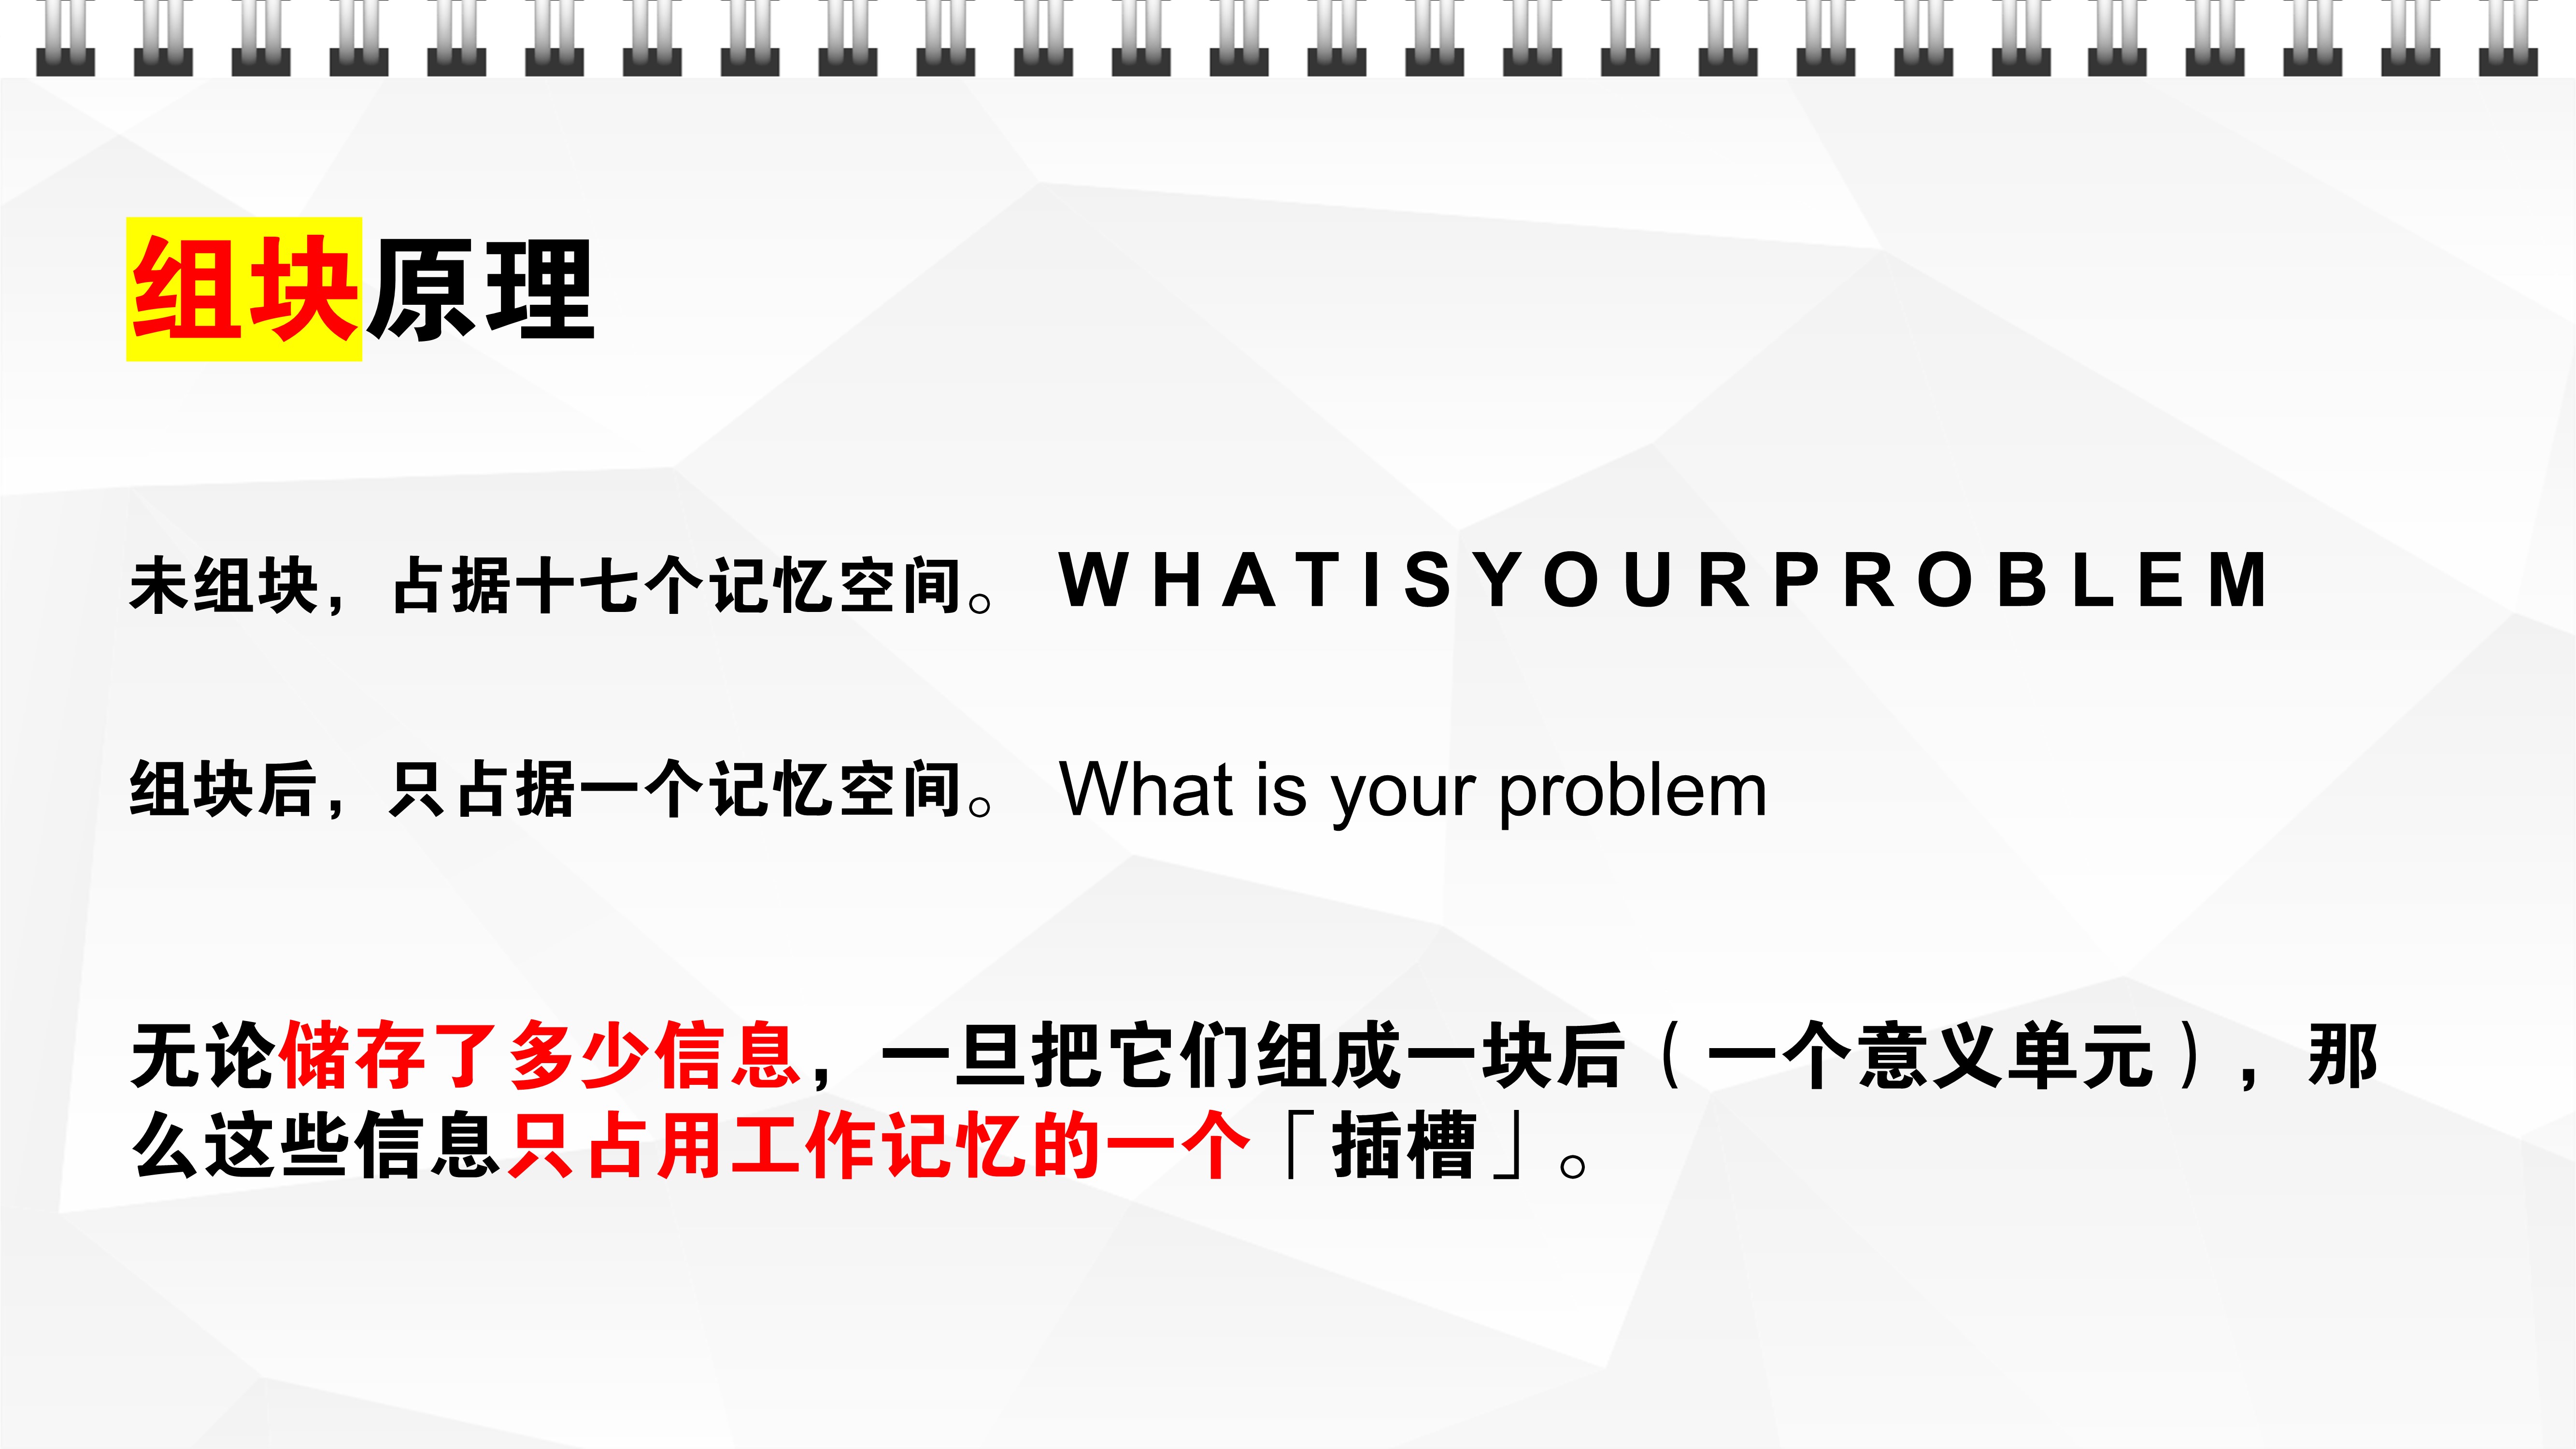 组块原理
未组块，占据十七个记忆空间。 W H A T I S Y O U R P R O B L E M
组块后，只占据一个记忆空间。 What is your problem
无论储存了多少信息，一旦把它们组成一块后（一个意义单元），那
么这些信息只占用工作记忆的一个「插槽」。